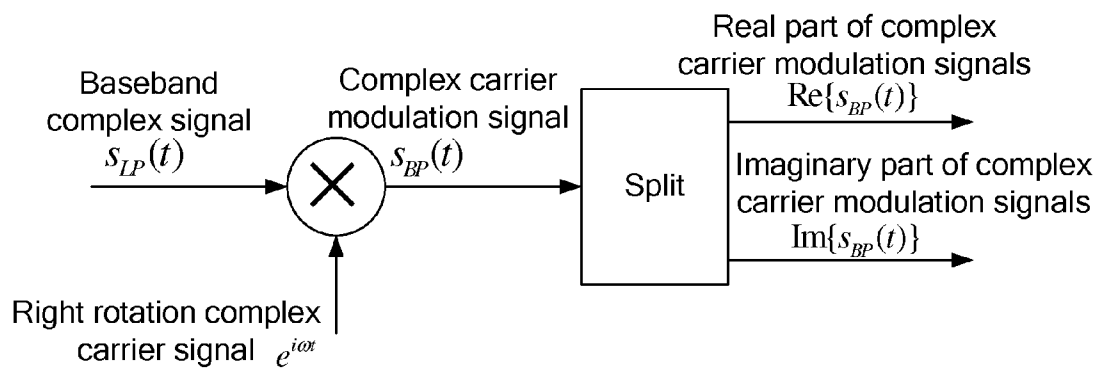 Real part of complex
carrier modulation signals
Re{s_BP(t)}
Baseband
complex signal
s_LP(t)
Complex carrier
modulation signal
s_BP(t)
Split
Imaginary part of complex
carrier modulation signals
Im{s_BP(t)}
Right rotation complex
carrier signal e^{iωt}